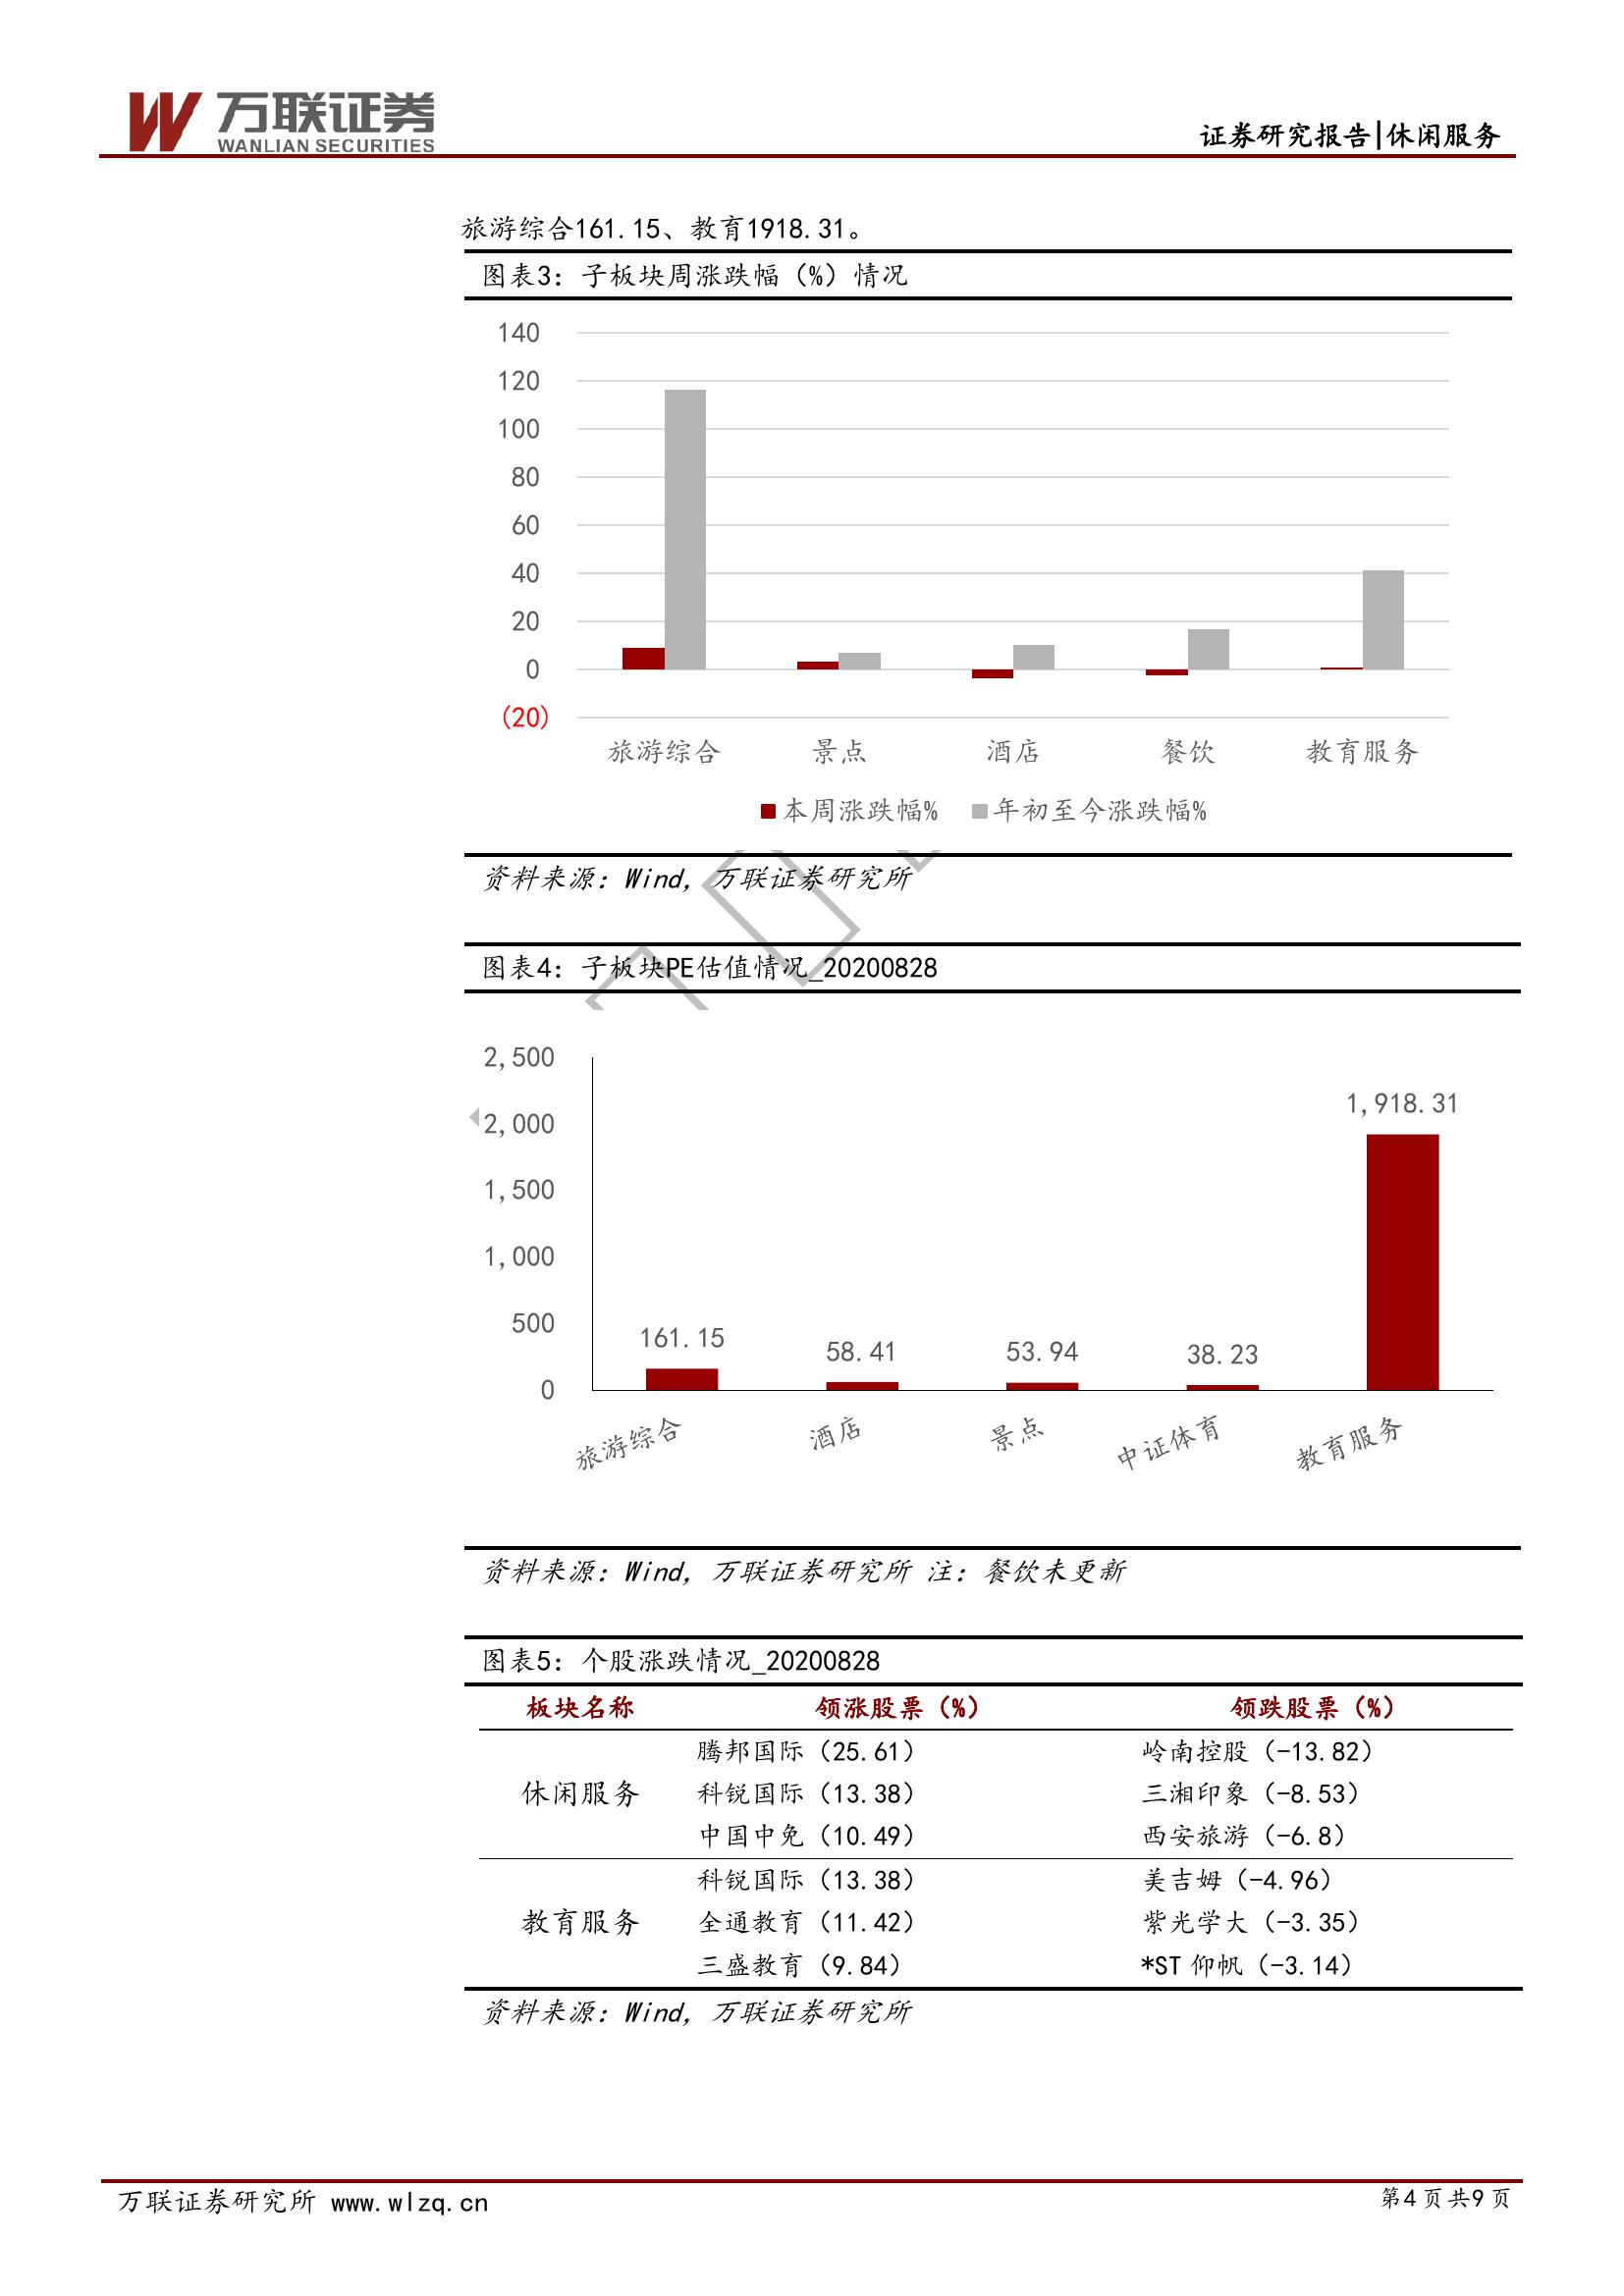 万联证券
WANLIAN SECURITIES
证券研究报告|休闲服务
旅游综合161.15、教育1918.31。
图表3：子板块周涨跌幅（%）情况
140
120
100
80
60
40
20
0
(20)
旅游综合 景点 酒店 餐饮 教育服务
本周涨跌幅% 年初至今涨跌幅%
资料来源：Wind，万联证券研究所
图表4：子板块PE估值情况_20200828
2,500
2,000
1,500
1,000
500
0
161.15 58.41 53.94 38.23 1,918.31
旅游综合 酒店 景点 中证体育 教育服务
资料来源：Wind，万联证券研究所 注：餐饮未更新
图表5：个股涨跌情况_20200828
板块名称 领涨股票（%） 领跌股票（%）
腾邦国际（25.61） 岭南控股（-13.82）
休闲服务 科锐国际（13.38） 三湘印象（-8.53）
中国中免（10.49） 西安旅游（-6.8）
科锐国际（13.38） 美吉姆（-4.96）
教育服务 全通教育（11.42） 紫光学大（-3.35）
三盛教育（9.84） *ST 仰帆（-3.14）
资料来源：Wind，万联证券研究所
万联证券研究所 www.wlzq.cn
第4页共9页